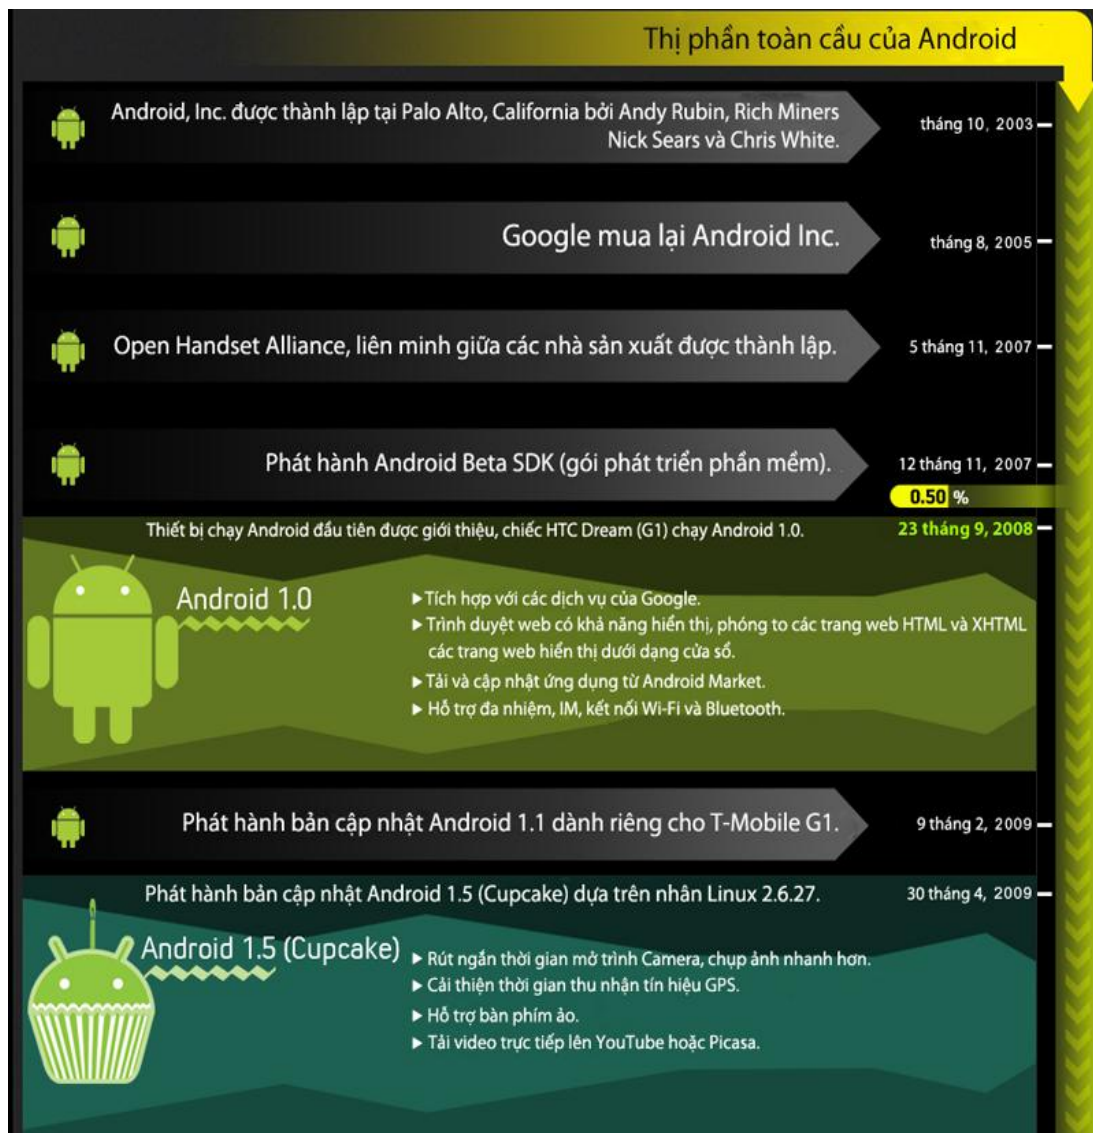 Thị phần toàn cầu của Android
Android, Inc. được thành lập tại Palo Alto, California bởi Andy Rubin, Rich Miners
Nick Sears và Chris White.
tháng 10, 2003
Google mua lại Android Inc.
tháng 8, 2005
Open Handset Alliance, liên minh giữa các nhà sản xuất được thành lập.
5 tháng 11, 2007
Phát hành Android Beta SDK (gói phát triển phần mềm).
12 tháng 11, 2007
0.50 %
Thiết bị chạy Android đầu tiên được giới thiệu, chiếc HTC Dream (G1) chạy Android 1.0.
23 tháng 9, 2008
Android 1.0
▶Tích hợp với các dịch vụ của Google.
▶ Trình duyệt web có khả năng hiển thị, phóng to các trang web HTML và XHTML
các trang web hiển thị dưới dạng cửa sổ.
▶ Tải và cập nhật ứng dụng từ Android Market.
▶ Hỗ trợ đa nhiệm, IM, kết nối Wi-Fi và Bluetooth.
Phát hành bản cập nhật Android 1.1 dành riêng cho T-Mobile G1.
9 tháng 2, 2009
Phát hành bản cập nhật Android 1.5 (Cupcake) dựa trên nhân Linux 2.6.27.
30 tháng 4, 2009
Android 1.5 (Cupcake)
▶ Rút ngắn thời gian mở trình Camera, chụp ảnh nhanh hơn.
▶ Cải thiện thời gian thu nhận tín hiệu GPS.
▶ Hỗ trợ bàn phím ảo.
▶ Tải video trực tiếp lên YouTube hoặc Picasa.